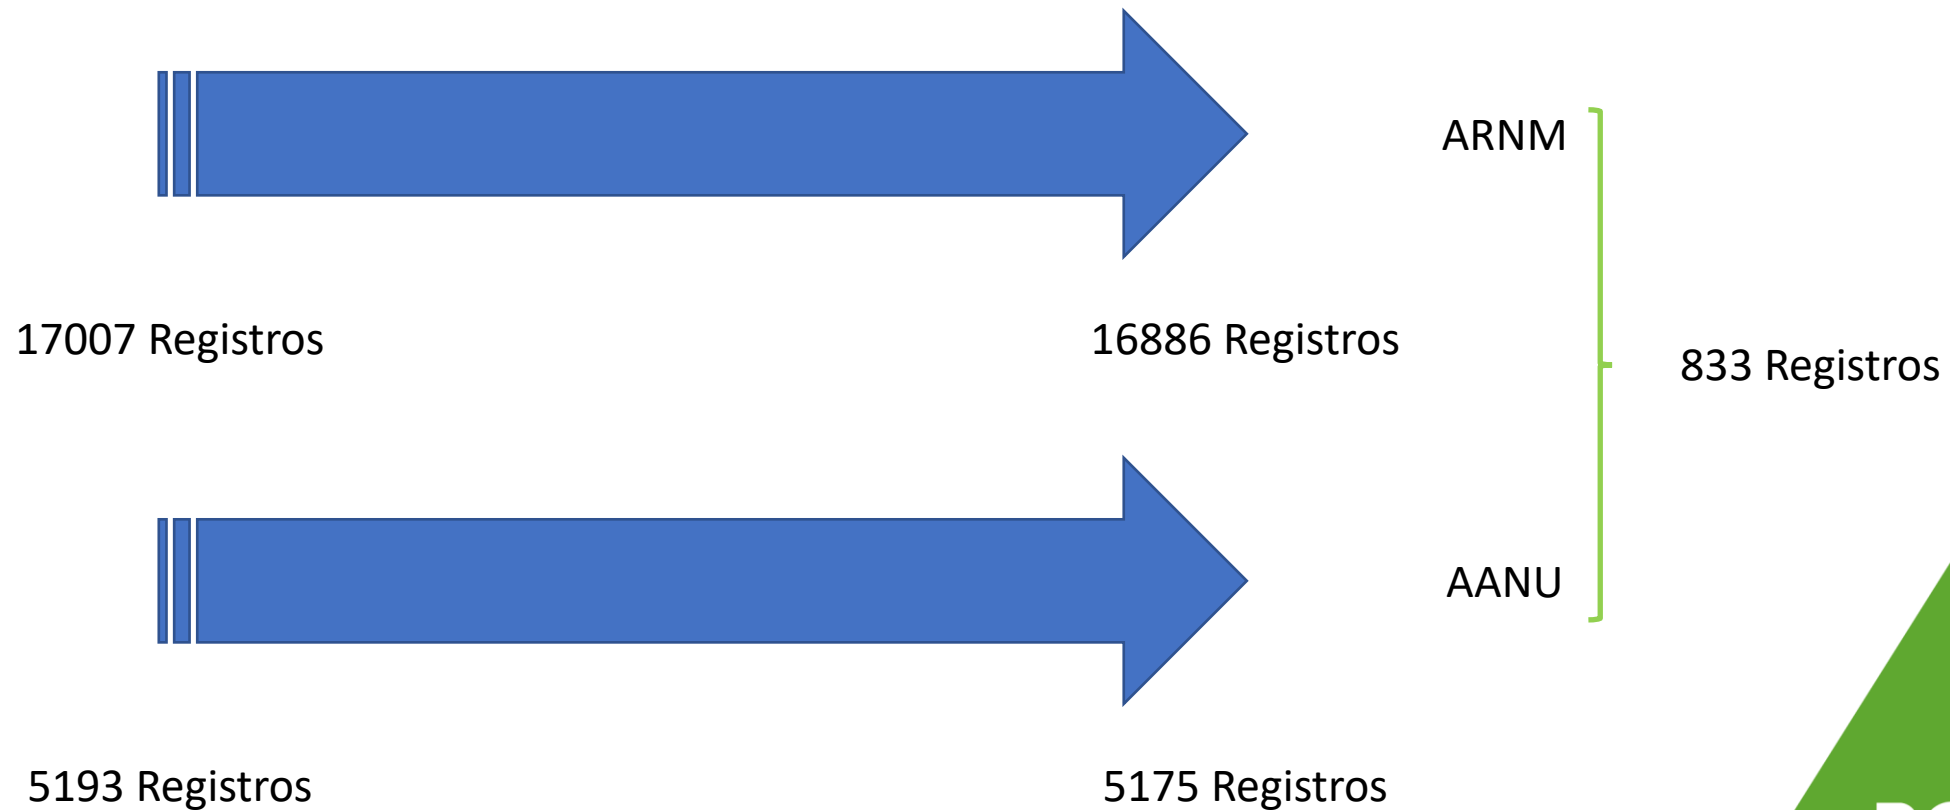 ARNM
17007 Registros
16886 Registros
833 Registros
AANU
5193 Registros
5175 Registros